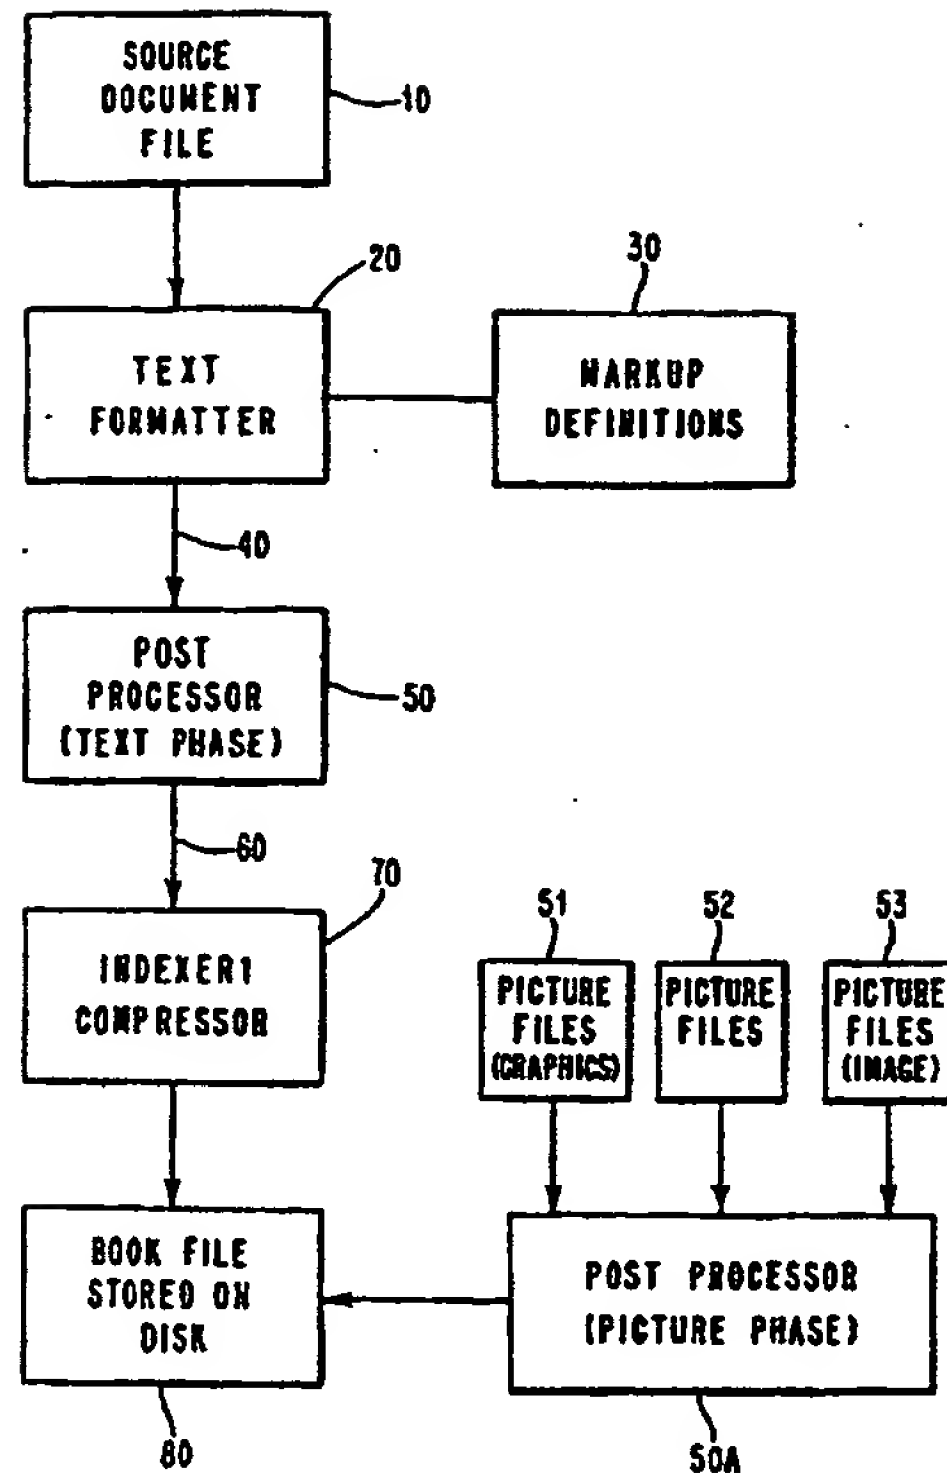 SOURCE
DOCUMENT
FILE
10
20
30
TEXT
FORMATTER
MARKUP
DEFINITIONS
40
POST
PROCESSOR
(TEXT PHASE)
50
60
70
INDEXER1
COMPRESSOR
51
52
53
PICTURE
FILES
(GRAPHICS)
PICTURE
FILES
PICTURE
FILES
(IMAGE)
BOOK FILE
STORED ON
DISK
POST PROCESSOR
(PICTURE PHASE)
80
50A